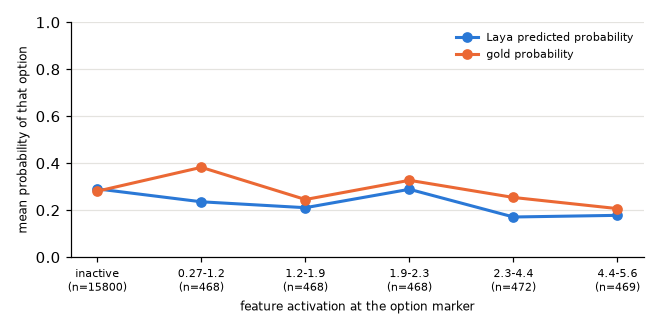 1.0
0.8
0.6
0.4
0.2
0.0
mean probability of that option
Laya predicted probability
gold probability
inactive
(n=15800)
0.27-1.2
(n=468)
1.2-1.9
(n=468)
1.9-2.3
(n=468)
2.3-4.4
(n=472)
4.4-5.6
(n=469)
feature activation at the option marker